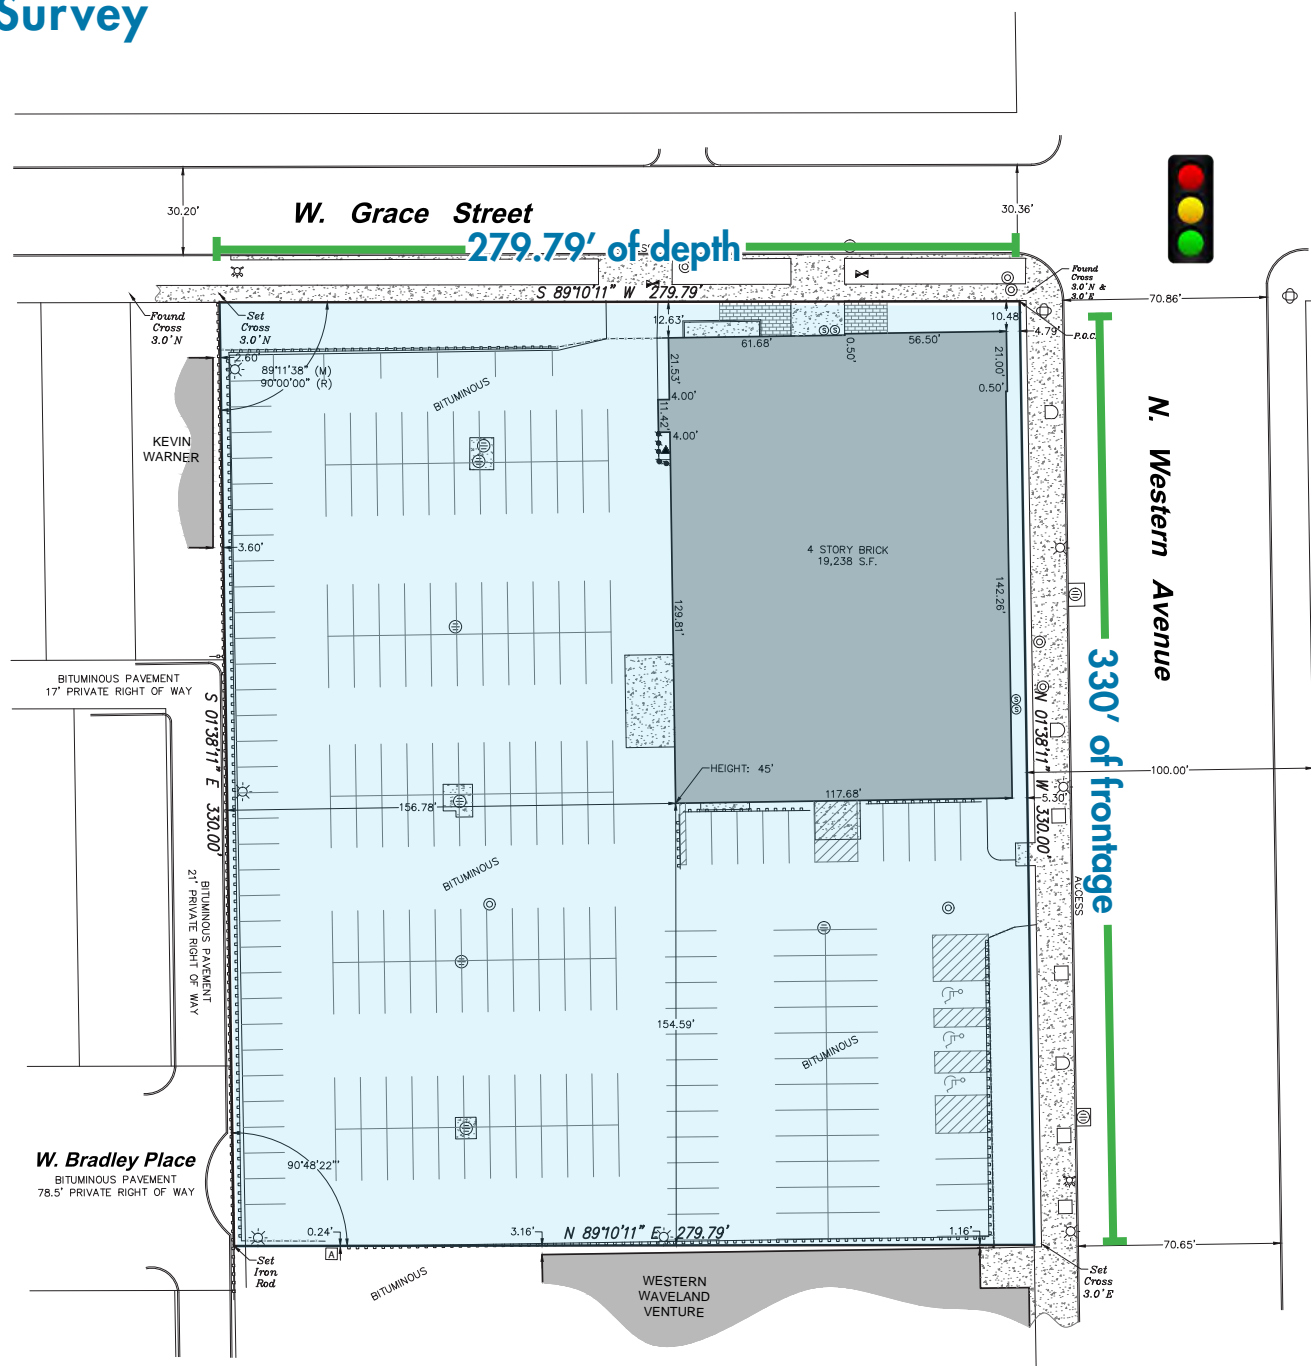 Survey
30.20'
W. Grace Street
30.36'
279.79' of depth
S 89°10'11" W 279.79'
Found
Cross
3.0'N &
3.0'E
70.86'
Found
Cross
3.0'N
Set
Cross
3.0'N
12.63'
10.48'
4.79'
P.O.C.
61.68'
0.50'
56.50'
2.60'
89°11'38" (M)
90°00'00" (R)
BITUMINOUS
21.53'
21.00'
4.00'
0.50'
11.42'
4.00'
KEVIN
WARNER
N. Western Avenue
3.60'
4 STORY BRICK
19,238 S.F.
129.81'
142.26'
BITUMINOUS PAVEMENT
17' PRIVATE RIGHT OF WAY
S 01°38'11" E 330.00'
N 01°38'11" W 330.00'
330' of frontage
HEIGHT: 45'
100.00'
156.78'
117.68'
5.30'
BITUMINOUS
BITUMINOUS PAVEMENT
21' PRIVATE RIGHT OF WAY
ACCESS
154.59'
BITUMINOUS
W. Bradley Place
BITUMINOUS PAVEMENT
78.5' PRIVATE RIGHT OF WAY
90°48'22"
0.24'
3.16'
N 89°10'11" E 279.79'
1.16'
70.65'
A
Set
Iron
Rod
BITUMINOUS
WESTERN
WAVELAND
VENTURE
Set
Cross
3.0'E